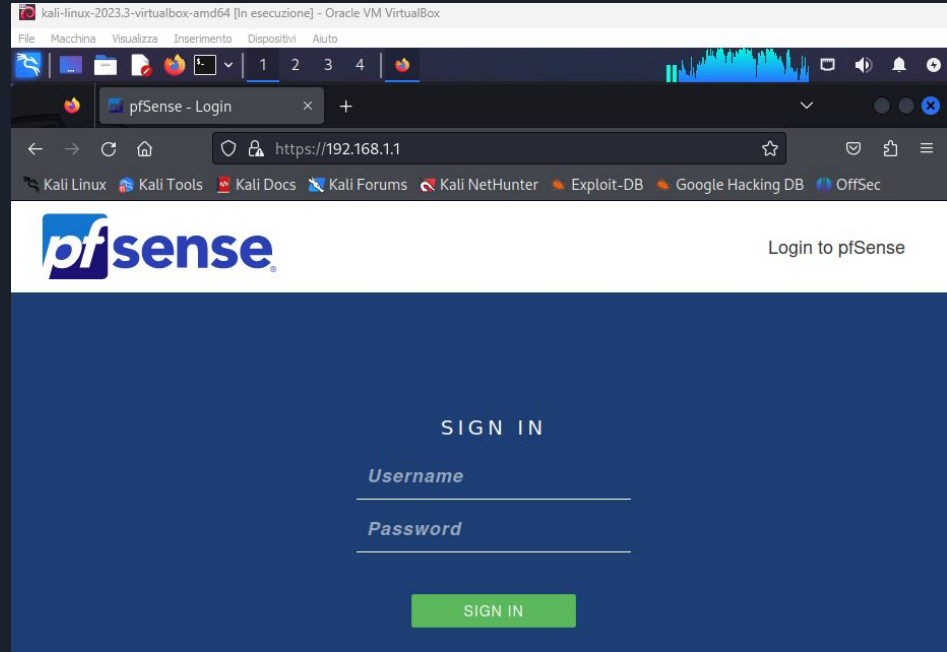 kali-linux-2023.3-virtualbox-amd64 [In esecuzione] - Oracle VM VirtualBox
File Macchina Visualizza Inserimento Dispositivi Aiuto
1 2 3 4
pfSense - Login
https://192.168.1.1
Kali Linux Kali Tools Kali Docs Kali Forums Kali NetHunter Exploit-DB Google Hacking DB OffSec
pfsense®
Login to pfSense
SIGN IN
Username
Password
SIGN IN